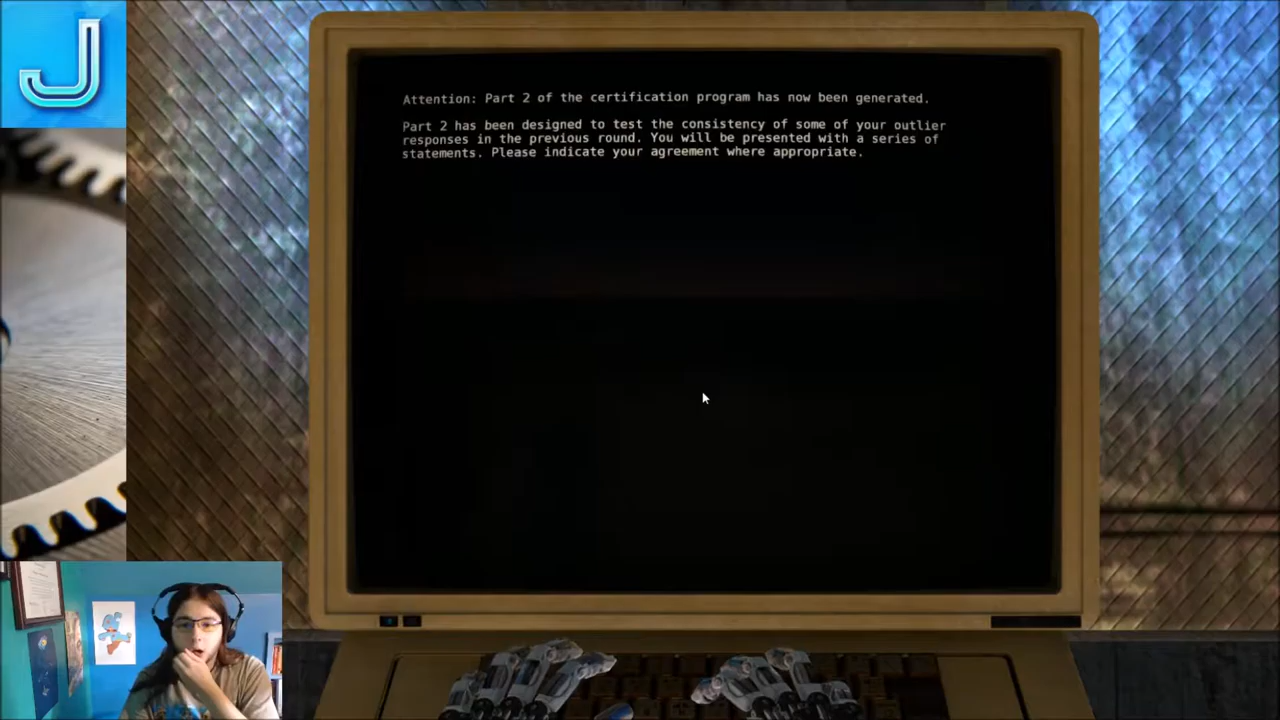 J
Attention: Part 2 of the certification program has now been generated.
Part 2 has been designed to test the consistency of some of your outlier
responses in the previous round. You will be presented with a series of
statements. Please indicate your agreement where appropriate.